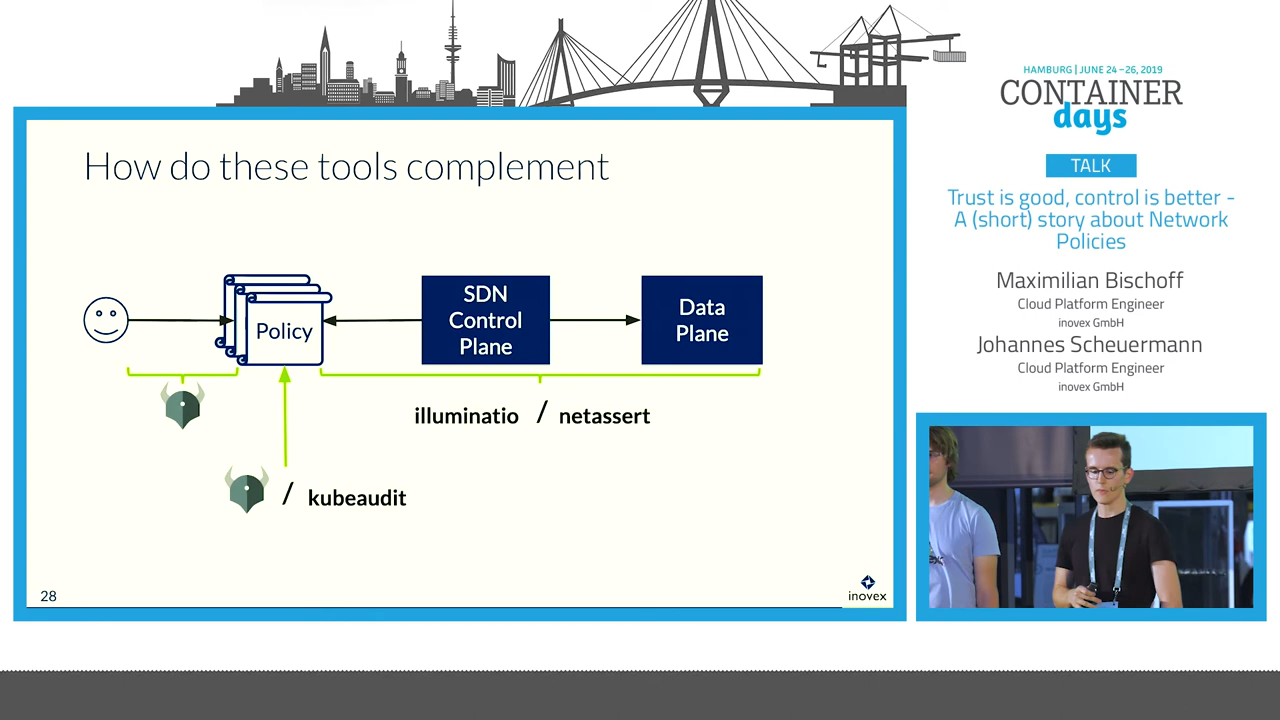 HAMBURG | JUNE 24 – 26, 2019
CONTAINER
days
TALK
Trust is good, control is better -
A (short) story about Network
Policies
Maximilian Bischoff
Cloud Platform Engineer
inovex GmbH
Johannes Scheuermann
Cloud Platform Engineer
inovex GmbH
How do these tools complement
Policy
SDN
Control
Plane
Data
Plane
illuminatio / netassert
/ kubeaudit
28
inovex